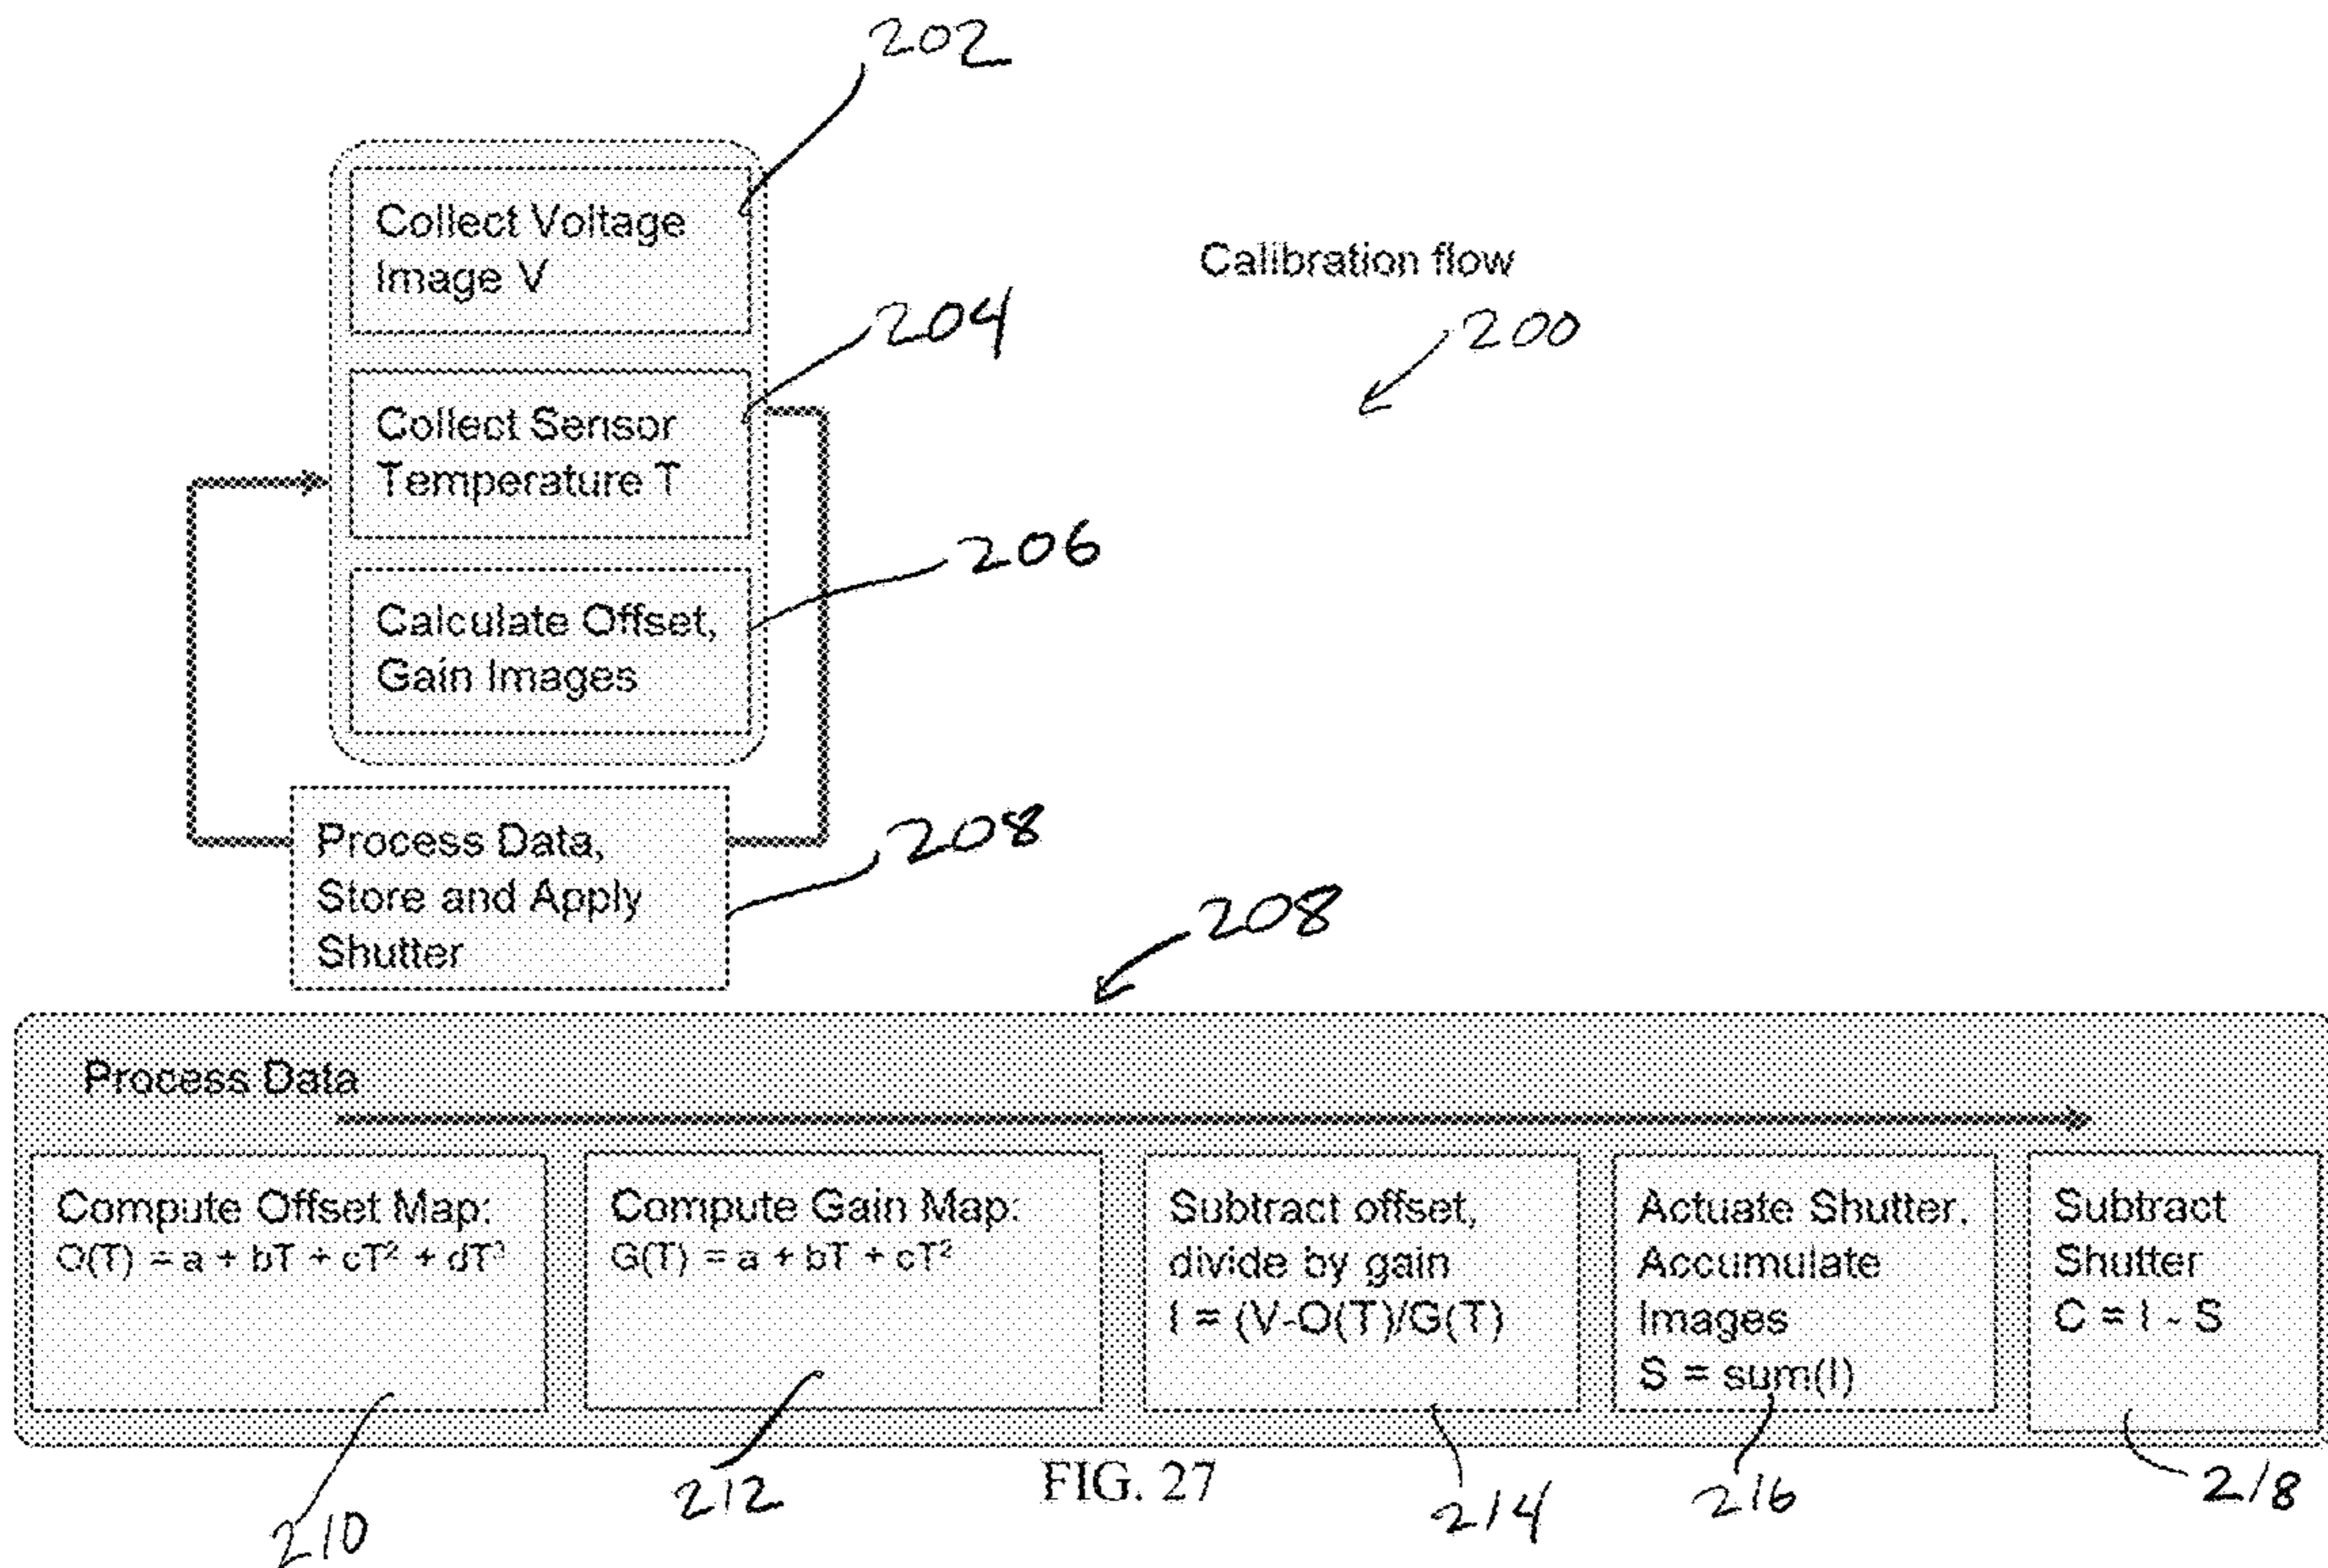 202
Collect Voltage
Image V
Calibration flow
200
204
Collect Sensor
Temperature T
206
Calculate Offset,
Gain Images
208
Process Data,
Store and Apply
Shutter
208
Process Data
Compute Offset Map:
O(T) = a + bT + cT² + dT³
Compute Gain Map:
G(T) = a + bT + cT²
Subtract offset,
divide by gain
I = (V-O(T)/G(T)
Actuate Shutter,
Accumulate
Images
S = sum(I)
Subtract
Shutter
C = I - S
210
212
FIG. 27
214
216
218